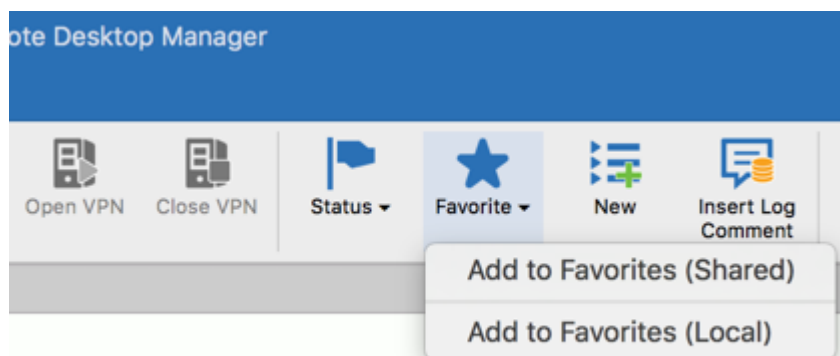 ote Desktop Manager
Open VPN
Close VPN
Status
Favorite
New
Insert Log
Comment
Add to Favorites (Shared)
Add to Favorites (Local)